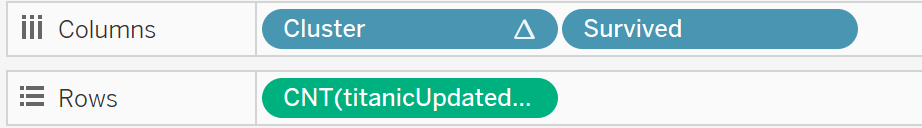 Columns Cluster Δ Survived
Rows CNT(titanicUpdated...